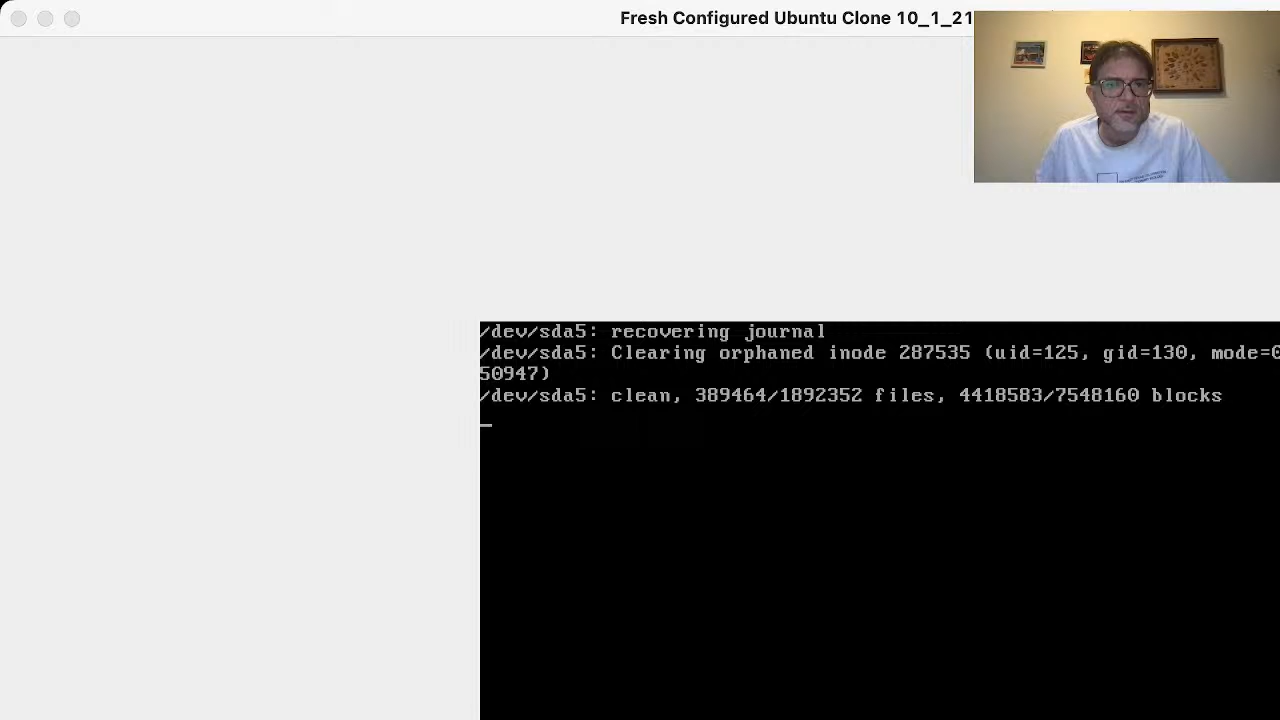 Fresh Configured Ubuntu Clone 10_1_21
/dev/sda5: recovering journal
/dev/sda5: Clearing orphaned inode 287535 (uid=125, gid=130, mode=0
50947)
/dev/sda5: clean, 389464/1892352 files, 4418583/7548160 blocks